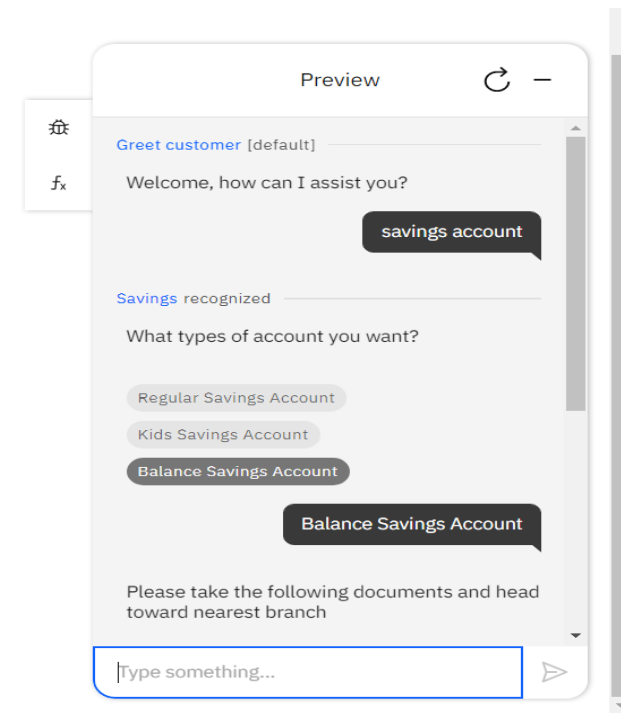 Preview
Greet customer [default]
fx
Welcome, how can I assist you?
savings account
Savings recognized
What types of account you want?
Regular Savings Account
Kids Savings Account
Balance Savings Account
Balance Savings Account
Please take the following documents and head
toward nearest branch
Type something...